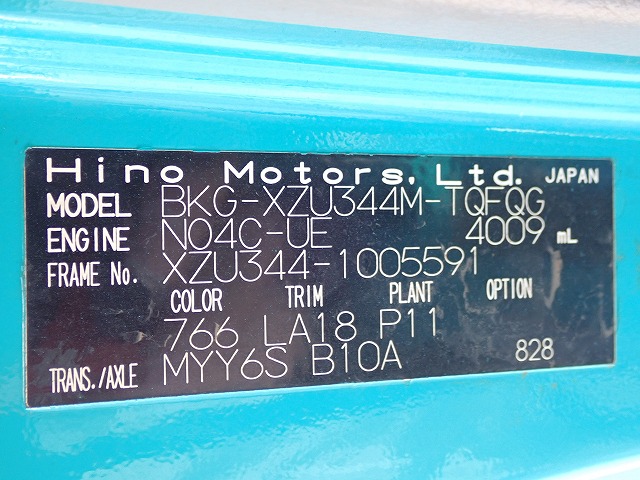 Hino Motors, Ltd. JAPAN
MODEL BKG-XZU344M-TQFQG
ENGINE N04C-UE 4009 mL
FRAME No. XZU344-1005591
COLOR TRIM PLANT OPTION
766 LA18 P11
TRANS./AXLE MYY6S B10A 828